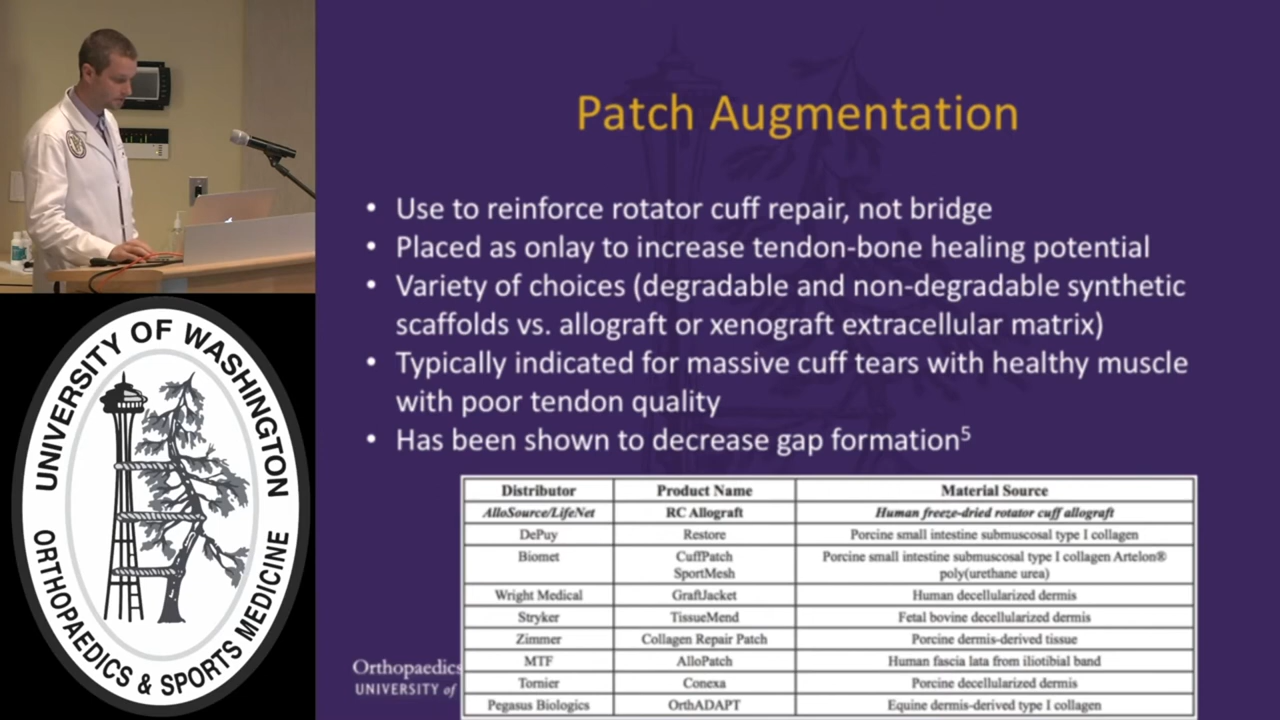 Patch Augmentation
• Use to reinforce rotator cuff repair, not bridge
• Placed as onlay to increase tendon-bone healing potential
• Variety of choices (degradable and non-degradable synthetic
scaffolds vs. allograft or xenograft extracellular matrix)
• Typically indicated for massive cuff tears with healthy muscle
with poor tendon quality
• Has been shown to decrease gap formation⁵
Distributor Product Name Material Source
AlloSource/LifeNet RC Allograft Human freeze-dried rotator cuff allograft
DePuy Restore Porcine small intestine submuscosal type I collagen
Biomet CuffPatch Porcine small intestine submuscosal type I collagen Artelon®
SportMesh poly(urethane urea)
Wright Medical GraftJacket Human decellularized dermis
Stryker TissueMend Fetal bovine decellularized dermis
Zimmer Collagen Repair Patch Porcine dermis-derived tissue
MTF AlloPatch Human fascia lata from iliotibial band
Tornier Conexa Porcine decellularized dermis
Pegasus Biologics OrthADAPT Equine dermis-derived type I collagen
Orthopaedics
UNIVERSITY of
UNIVERSITY OF WASHINGTON
ORTHOPAEDICS & SPORTS MEDICINE